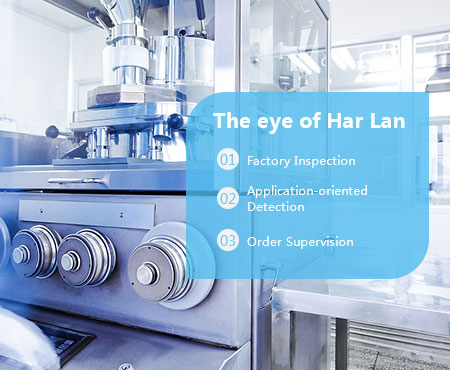 The eye of Har Lan
01 Factory Inspection
02 Application-oriented
Detection
03 Order Supervision